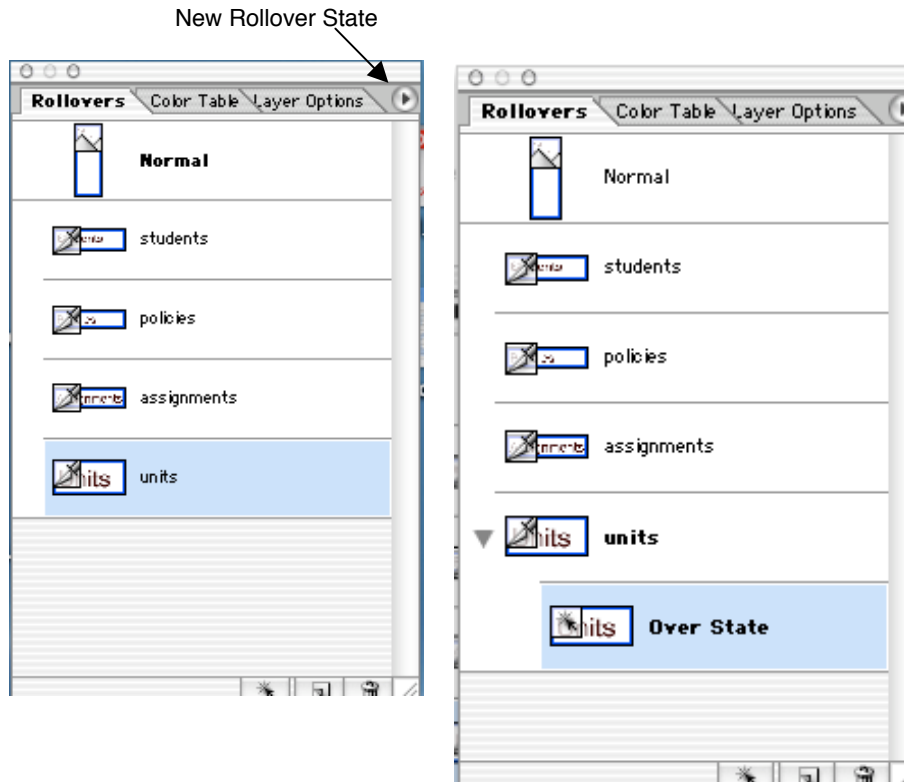 New Rollover State
Rollovers Color Table Layer Options
Normal
students
policies
assignments
units
Rollovers Color Table Layer Options
Normal
students
policies
assignments
units
Over State